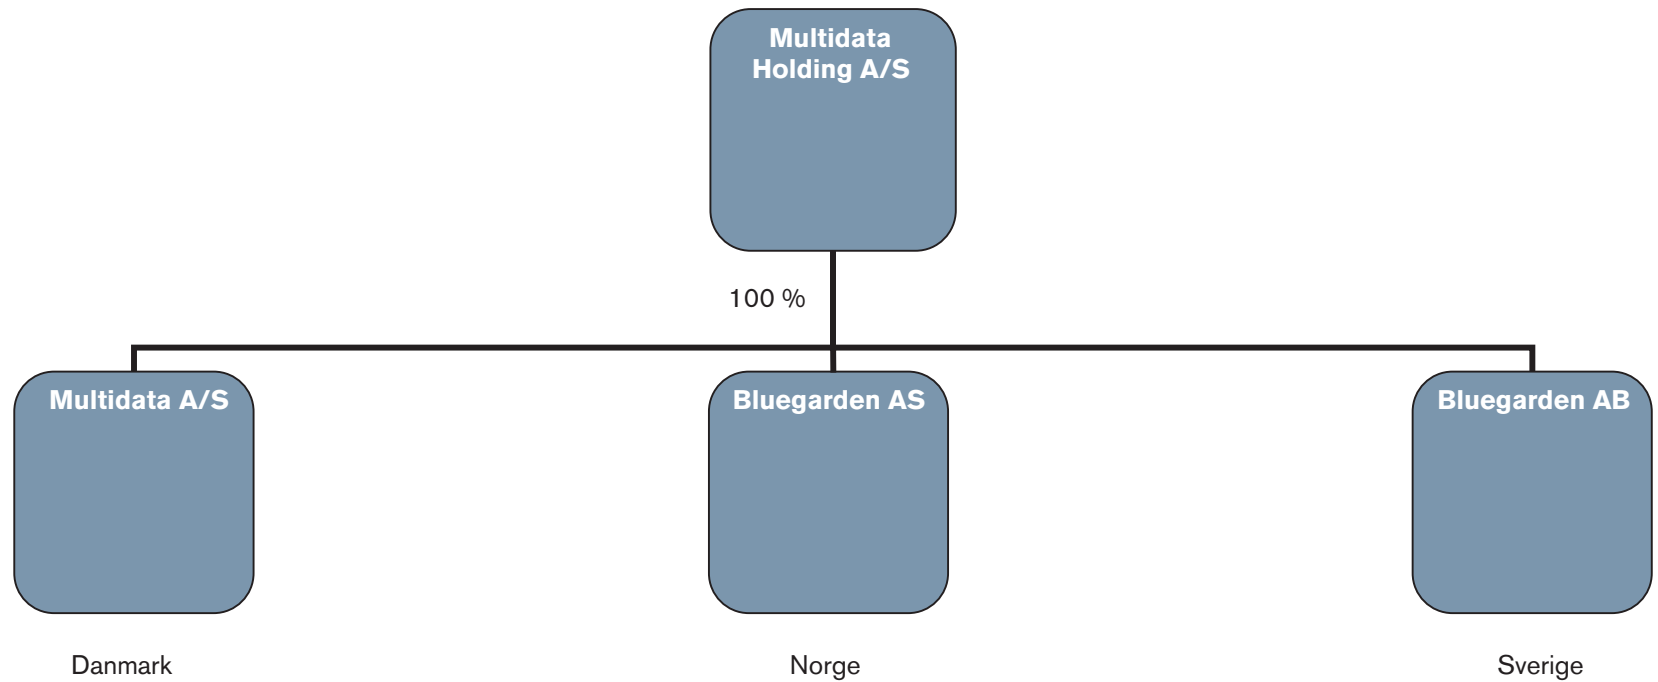 Multidata
Holding A/S
100 %
Multidata A/S
Bluegarden AS
Bluegarden AB
Danmark
Norge
Sverige